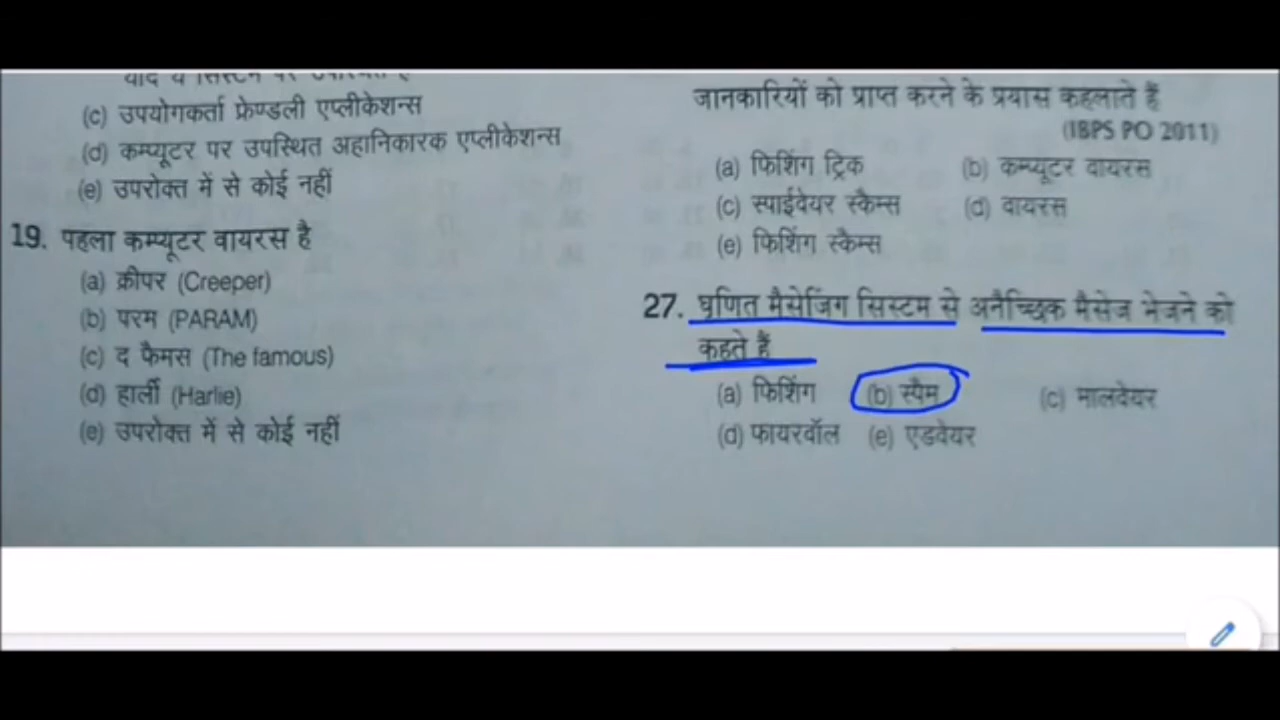 (c) उपयोगकर्ता फ्रेण्डली एप्लीकेशन्स
(d) कम्प्यूटर पर उपस्थित अहानिकारक एप्लीकेशन्स
(e) उपरोक्त में से कोई नहीं
19. पहला कम्प्यूटर वायरस है
(a) क्रीपर (Creeper)
(b) परम (PARAM)
(c) द फैमस (The famous)
(d) हार्ली (Harlie)
(e) उपरोक्त में से कोई नहीं
जानकारियों को प्राप्त करने के प्रयास कहलाते हैं
(IBPS PO 2011)
(a) फिशिंग ट्रिक (b) कम्प्यूटर वायरस
(c) स्पाईवेयर स्कैम्स (d) वायरस
(e) फिशिंग स्कैम्स
27. घृणित मैसेजिंग सिस्टम से अनैच्छिक मैसेज भेजने को
कहते हैं
(a) फिशिंग (b) स्पैम (c) मालवेयर
(d) फायरवॉल (e) एडवेयर